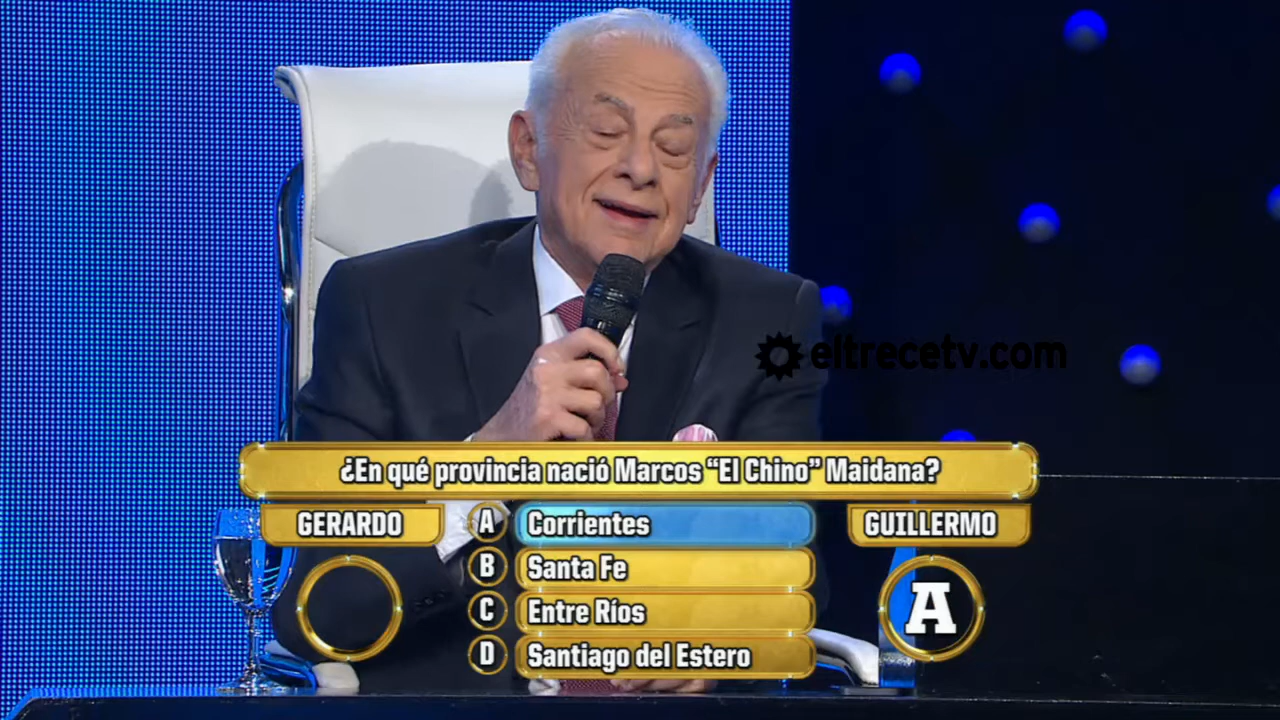 eltrecetv.com
¿En qué provincia nació Marcos “El Chino” Maidana?
GERARDO
A Corrientes
GUILLERMO
B Santa Fe
C Entre Ríos
A
D Santiago del Estero